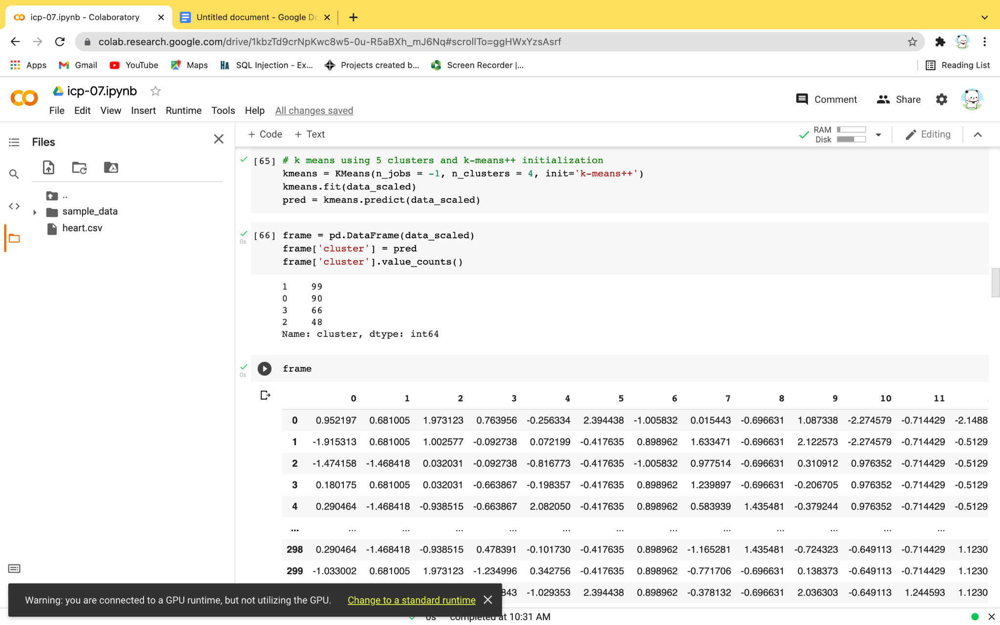 icp-07.ipynb - Colaboratory
Untitled document - Google Do
colab.research.google.com/drive/1kbzTd9crNpKwc8w5-0u-R5aBXh_mJ6Nq#scrollTo=ggHWxYzsAsrf
Apps Gmail YouTube Maps HA SQL Injection - Ex... Projects created b... Screen Recorder |... Reading List
icp-07.ipynb
File Edit View Insert Runtime Tools Help All changes saved
Comment Share
Files
+ Code + Text
RAM
Disk
Editing
..
sample_data
heart.csv
[65] # k means using 5 clusters and k-means++ initialization
kmeans = KMeans(n_jobs = -1, n_clusters = 4, init='k-means++')
kmeans.fit(data_scaled)
pred = kmeans.predict(data_scaled)
0s
[66] frame = pd.DataFrame(data_scaled)
frame['cluster'] = pred
frame['cluster'].value_counts()
1 99
0 90
3 66
2 48
Name: cluster, dtype: int64
0s
frame
0 1 2 3 4 5 6 7 8 9 10 11
0 0.952197 0.681005 1.973123 0.763956 -0.256334 2.394438 -1.005832 0.015443 -0.696631 1.087338 -2.274579 -0.714429 -2.1488
1 -1.915313 0.681005 1.002577 -0.092738 0.072199 -0.417635 0.898962 1.633471 -0.696631 2.122573 -2.274579 -0.714429 -0.5129
2 -1.474158 -1.468418 0.032031 -0.092738 -0.816773 -0.417635 -1.005832 0.977514 -0.696631 0.310912 0.976352 -0.714429 -0.5129
3 0.180175 0.681005 0.032031 -0.663867 -0.198357 -0.417635 0.898962 1.239897 -0.696631 -0.206705 0.976352 -0.714429 -0.5129
4 0.290464 -1.468418 -0.938515 -0.663867 2.082050 -0.417635 0.898962 0.583939 1.435481 -0.379244 0.976352 -0.714429 -0.5129
... ... ... ... ... ... ... ... ... ... ... ... ...
298 0.290464 -1.468418 -0.938515 0.478391 -0.101730 -0.417635 0.898962 -1.165281 1.435481 -0.724323 -0.649113 -0.714429 1.1230
299 -1.033002 0.681005 1.973123 -1.234996 0.342756 -0.417635 0.898962 -0.771706 -0.696631 0.138373 -0.649113 -0.714429 1.1230
843 -1.029353 2.394438 0.898962 -0.378132 -0.696631 2.036303 -0.649113 1.244593 1.1230
Warning: you are connected to a GPU runtime, but not utilizing the GPU. Change to a standard runtime
0s completed at 10:31 AM